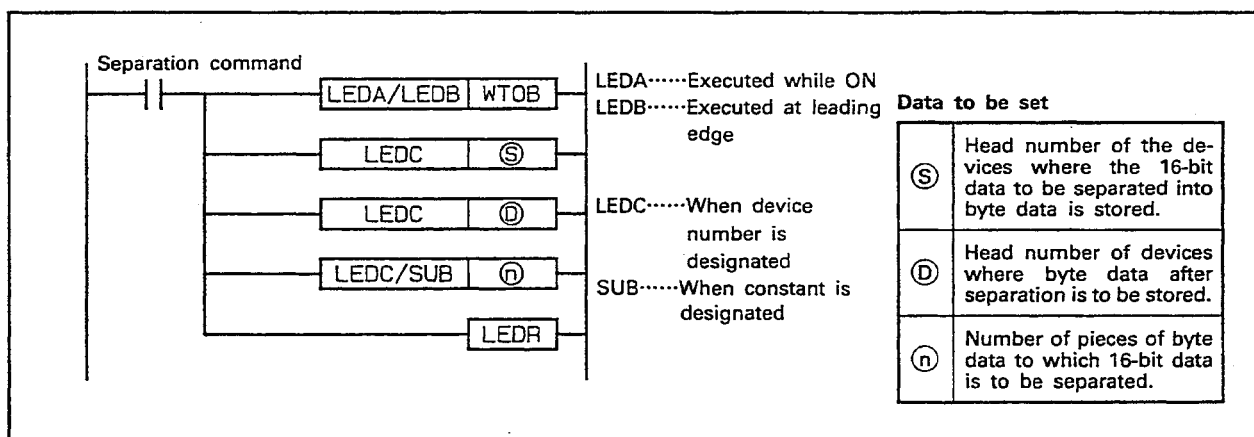 Separation command
LEDA/LEDB WTOB
LEDC Ⓢ
LEDC Ⓓ
LEDC/SUB ⓝ
LEDR
LEDA······Executed while ON
LEDB······Executed at leading
edge
LEDC······When device
number is
designated
SUB······When constant is
designated
Data to be set
Ⓢ Head number of the de-
vices where the 16-bit
data to be separated into
byte data is stored.
Ⓓ Head number of devices
where byte data after
separation is to be stored.
ⓝ Number of pieces of byte
data to which 16-bit data
is to be separated.